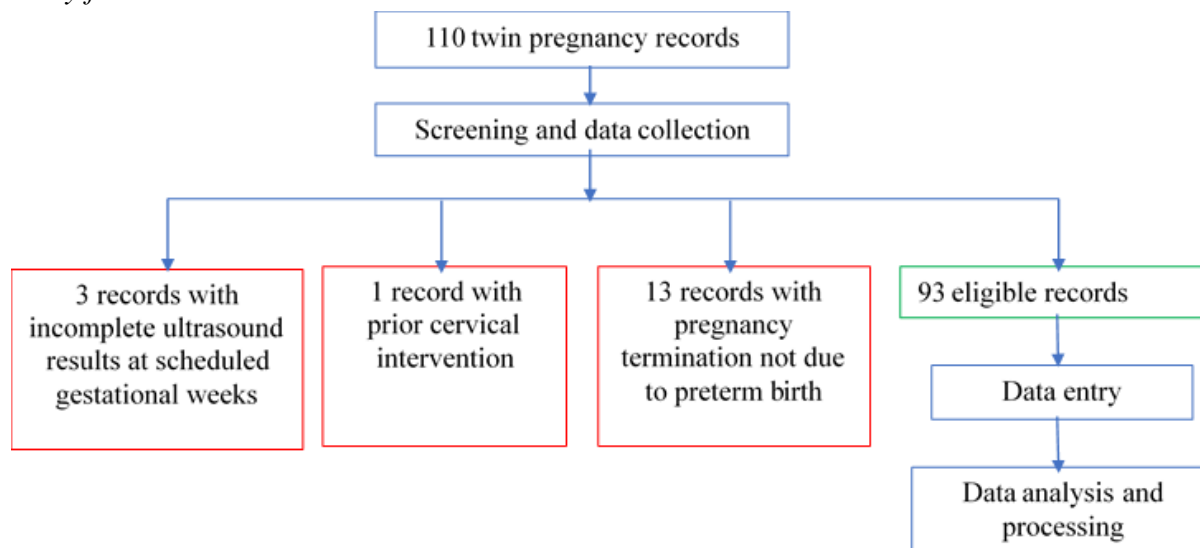 110 twin pregnancy records
Screening and data collection
3 records with
incomplete ultrasound
results at scheduled
gestational weeks
1 record with
prior cervical
intervention
13 records with
pregnancy
termination not due
to preterm birth
93 eligible records
Data entry
Data analysis and
processing